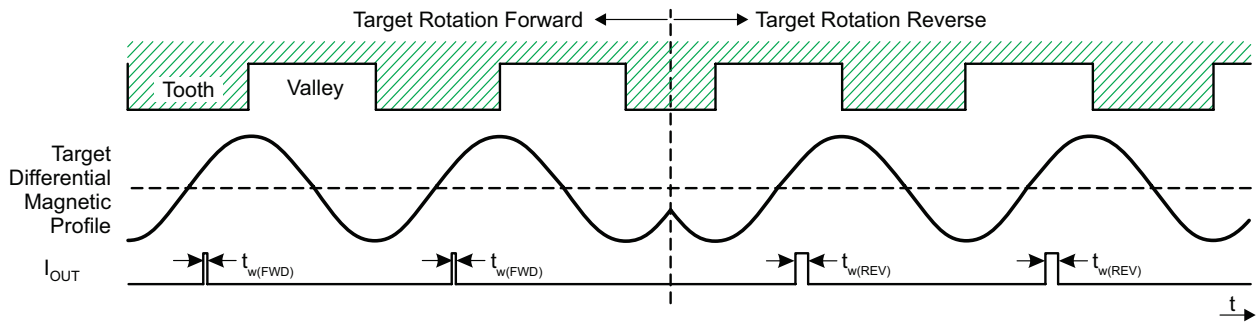 Target Rotation Forward
Target Rotation Reverse
Tooth
Valley
Target
Differential
Magnetic
Profile
I_OUT
t_w(FWD)
t_w(FWD)
t_w(REV)
t_w(REV)
t